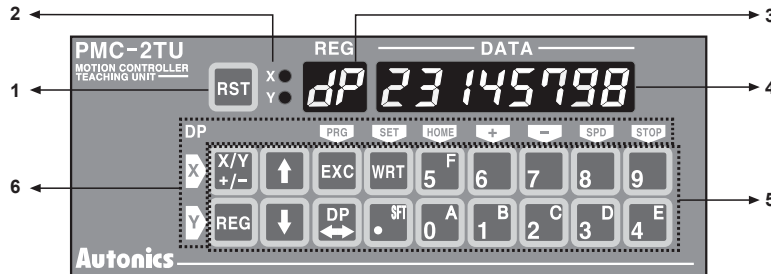 2 3
PMC-2TU REG DATA
MOTION CONTROLLER
TEACHING UNIT
1 RST X Y dP 23145798 4
DP PRG SET HOME + - SPD STOP
6 X X/Y +/- ↑ EXC WRT 5 F 6 7 8 9
5
Y REG ↓ DP ↔ • SFT 0 A 1 B 2 C 3 D 4 E
Autonics